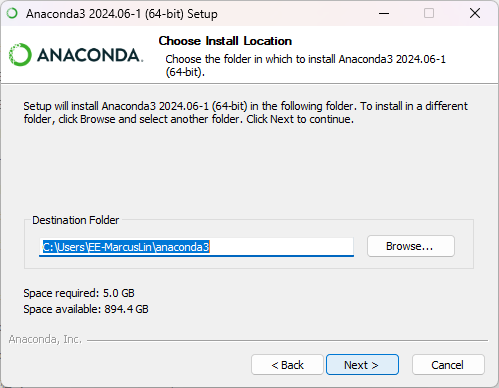 Anaconda3 2024.06-1 (64-bit) Setup
ANACONDA.
Choose Install Location
Choose the folder in which to install Anaconda3 2024.06-1
(64-bit).
Setup will install Anaconda3 2024.06-1 (64-bit) in the following folder. To install in a different
folder, click Browse and select another folder. Click Next to continue.
Destination Folder
C:\Users\EE-MarcusLin\anaconda3
Browse...
Space required: 5.0 GB
Space available: 894.4 GB
Anaconda, Inc.
< Back
Next >
Cancel